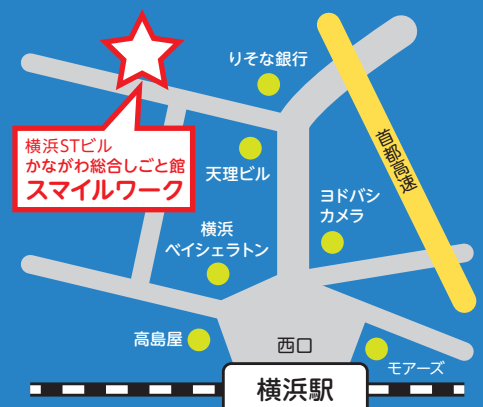 りそな銀行
横浜STビル
かながわ総合しごと館
スマイルワーク
天理ビル
首都高速
ヨドバシ
カメラ
横浜
ベイシェラトン
高島屋
西口
モアーズ
横浜駅